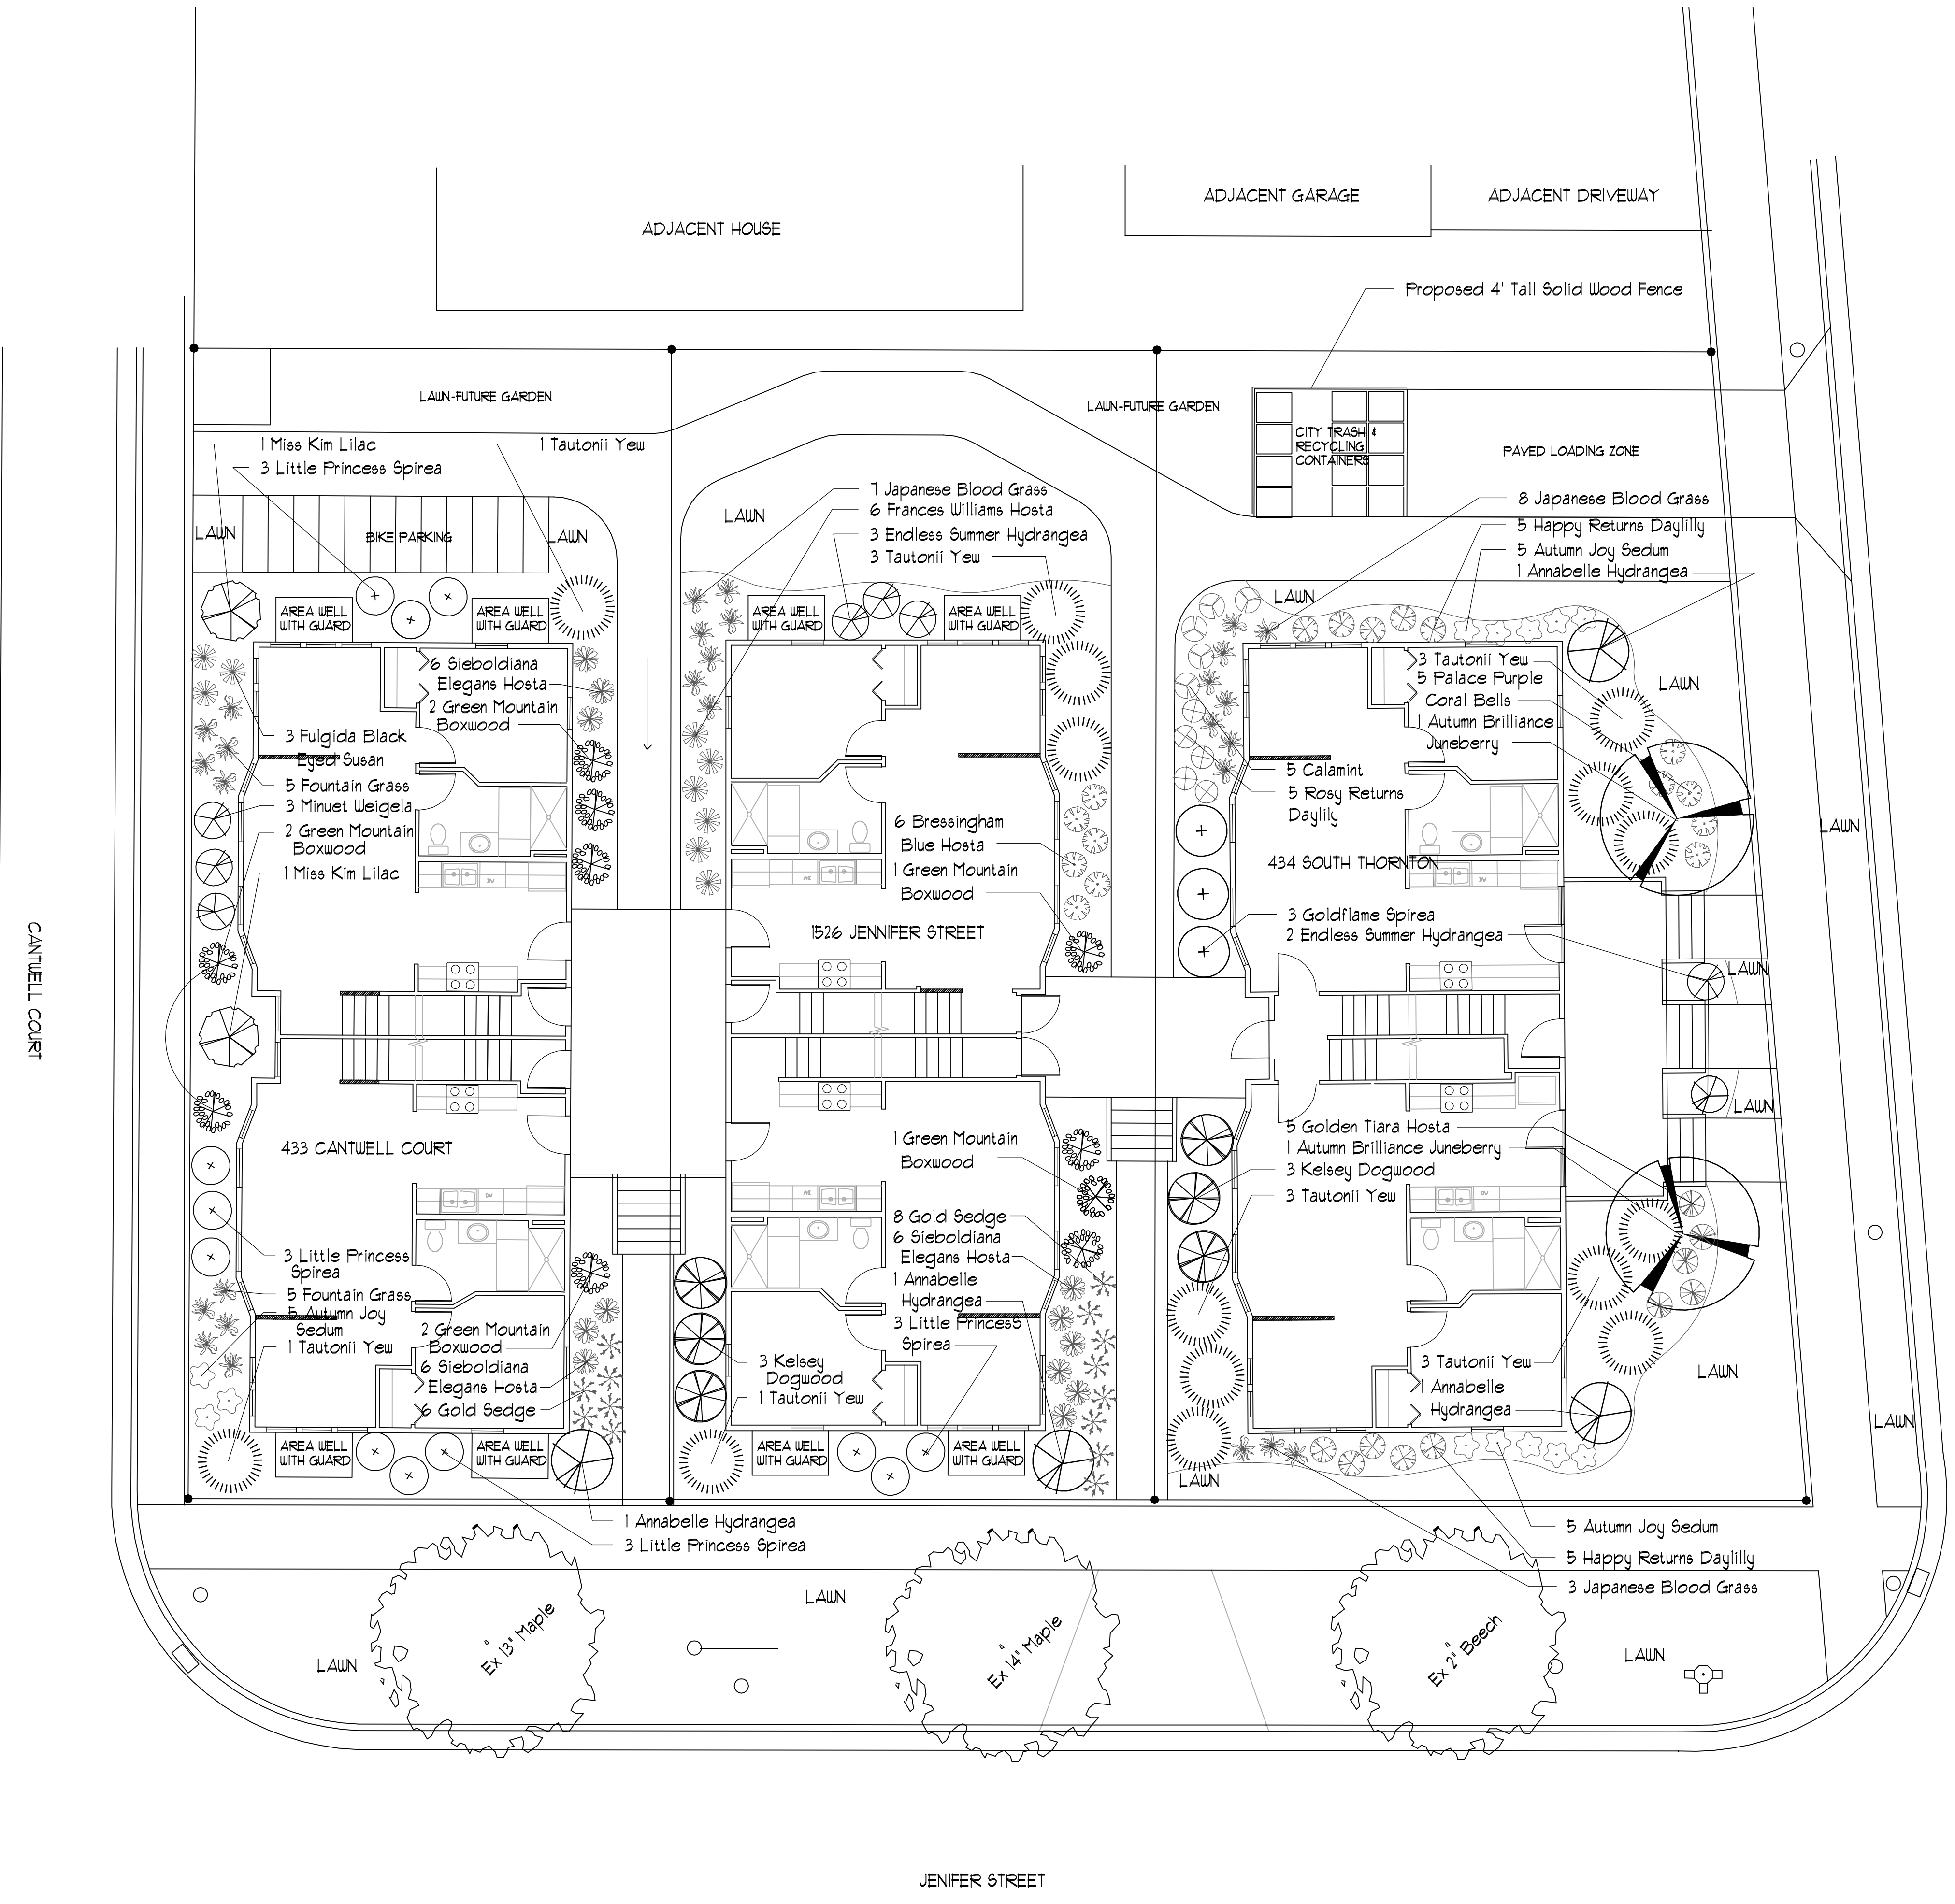 ADJACENT HOUSE
ADJACENT GARAGE
ADJACENT DRIVEWAY
Proposed 4' Tall Solid Wood Fence
LAWN-FUTURE GARDEN
LAWN-FUTURE GARDEN
CITY TRASH &
RECYCLING
CONTAINERS
PAVED LOADING ZONE
1 Miss Kim Lilac
3 Little Princess Spirea
1 Tautonii Yew
LAWN
BIKE PARKING
LAWN
LAWN
7 Japanese Blood Grass
6 Frances Williams Hosta
3 Endless Summer Hydrangea
3 Tautonii Yew
8 Japanese Blood Grass
5 Happy Returns Daylilly
5 Autumn Joy Sedum
1 Annabelle Hydrangea
LAWN
AREA WELL
WITH GUARD
AREA WELL
WITH GUARD
AREA WELL
WITH GUARD
AREA WELL
WITH GUARD
6 Sieboldiana
Elegans Hosta
2 Green Mountain
Boxwood
3 Fulgida Black
Eyed Susan
5 Fountain Grass
3 Minuet Weigela
2 Green Mountain
Boxwood
1 Miss Kim Lilac
6 Bressingham
Blue Hosta
1 Green Mountain
Boxwood
1526 JENNIFER STREET
3 Tautonii Yew
5 Palace Purple
Coral Bells
1 Autumn Brilliance
Juneberry
LAWN
5 Calamint
5 Rosy Returns
Daylily
434 SOUTH THORNTON
3 Goldflame Spirea
2 Endless Summer Hydrangea
LAWN
LAWN
LAWN
CANTWELL COURT
433 CANTWELL COURT
3 Little Princess
Spirea
5 Fountain Grass
5 Autumn Joy
Sedum
1 Tautonii Yew
2 Green Mountain
Boxwood
6 Sieboldiana
Elegans Hosta
6 Gold Sedge
1 Green Mountain
Boxwood
8 Gold Sedge
6 Sieboldiana
Elegans Hosta
1 Annabelle
Hydrangea
3 Little Princess
Spirea
3 Kelsey
Dogwood
1 Tautonii Yew
5 Golden Tiara Hosta
1 Autumn Brilliance Juneberry
3 Kelsey Dogwood
3 Tautonii Yew
3 Tautonii Yew
1 Annabelle
Hydrangea
LAWN
LAWN
AREA WELL
WITH GUARD
AREA WELL
WITH GUARD
AREA WELL
WITH GUARD
AREA WELL
WITH GUARD
LAWN
1 Annabelle Hydrangea
3 Little Princess Spirea
5 Autumn Joy Sedum
5 Happy Returns Daylilly
3 Japanese Blood Grass
LAWN
Ex 13" Maple
Ex 14" Maple
Ex 2" Beech
LAWN
LAWN
JENIFER STREET